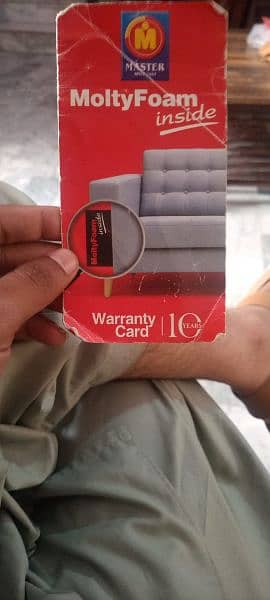 M
MASTER
MoltyFoam
inside
MoltyFoam
inside
Warranty
Card
10
YEARS